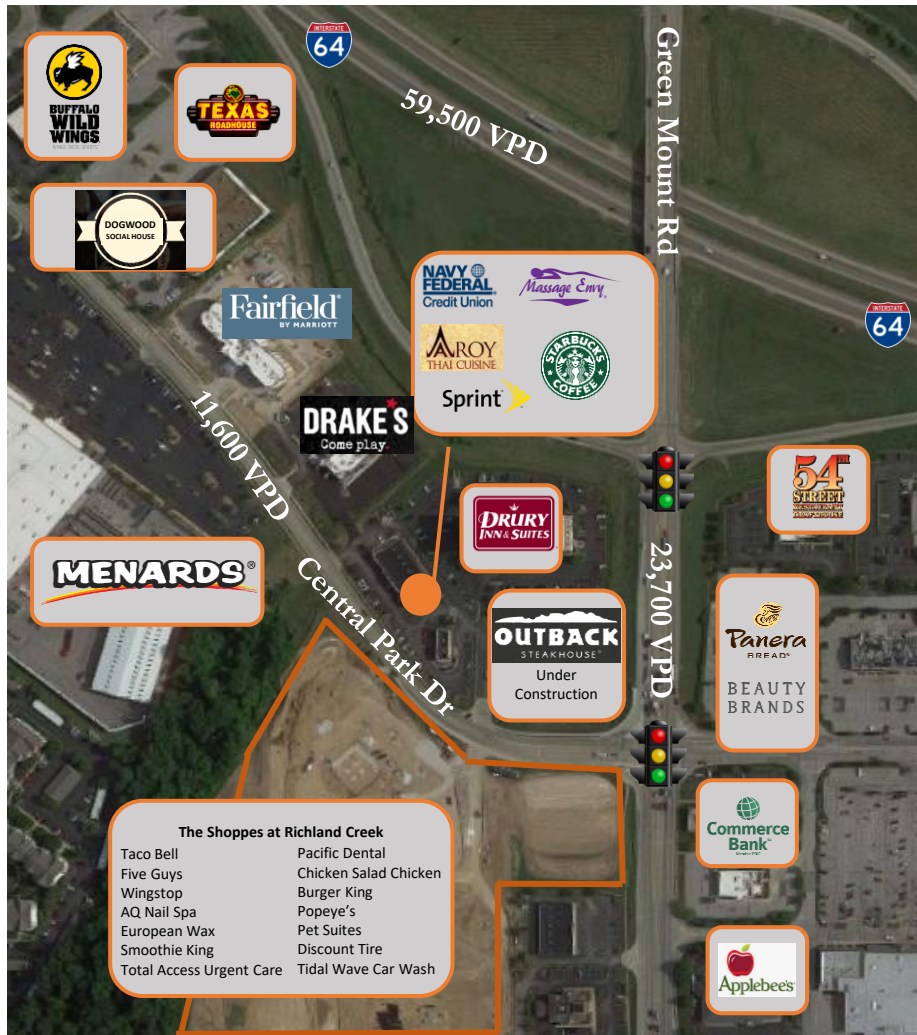 INTERSTATE
64
Green Mount Rd
59,500 VPD
BUFFALO
WILD
WINGS
TEXAS
ROADHOUSE
DOGWOOD
SOCIAL HOUSE
NAVY
FEDERAL
Credit Union
Massage Envy
AROY
THAI CUISINE
STARBUCKS
COFFEE
Sprint
Fairfield
BY MARRIOTT
INTERSTATE
64
11,600 VPD
DRAKE'S
Come play.
54TH
STREET
DRURY
INN & SUITES
MENARDS®
Central Park Dr
23,700 VPD
OUTBACK
STEAKHOUSE®
Under
Construction
Panera
BREAD®
BEAUTY
BRANDS
Commerce
Bank
Member FDIC
The Shoppes at Richland Creek
Taco Bell
Five Guys
Wingstop
AQ Nail Spa
European Wax
Smoothie King
Total Access Urgent Care
Pacific Dental
Chicken Salad Chicken
Burger King
Popeye's
Pet Suites
Discount Tire
Tidal Wave Car Wash
Applebee's